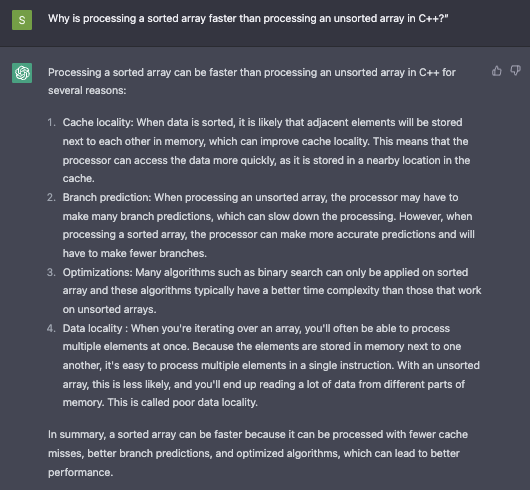 S
Why is processing a sorted array faster than processing an unsorted array in C++?”
Processing a sorted array can be faster than processing an unsorted array in C++ for
several reasons:
1. Cache locality: When data is sorted, it is likely that adjacent elements will be stored
next to each other in memory, which can improve cache locality. This means that the
processor can access the data more quickly, as it is stored in a nearby location in the
cache.
2. Branch prediction: When processing an unsorted array, the processor may have to
make many branch predictions, which can slow down the processing. However, when
processing a sorted array, the processor can make more accurate predictions and will
have to make fewer branches.
3. Optimizations: Many algorithms such as binary search can only be applied on sorted
array and these algorithms typically have a better time complexity than those that work
on unsorted arrays.
4. Data locality : When you're iterating over an array, you'll often be able to process
multiple elements at once. Because the elements are stored in memory next to one
another, it's easy to process multiple elements in a single instruction. With an unsorted
array, this is less likely, and you'll end up reading a lot of data from different parts of
memory. This is called poor data locality.
In summary, a sorted array can be faster because it can be processed with fewer cache
misses, better branch predictions, and optimized algorithms, which can lead to better
performance.